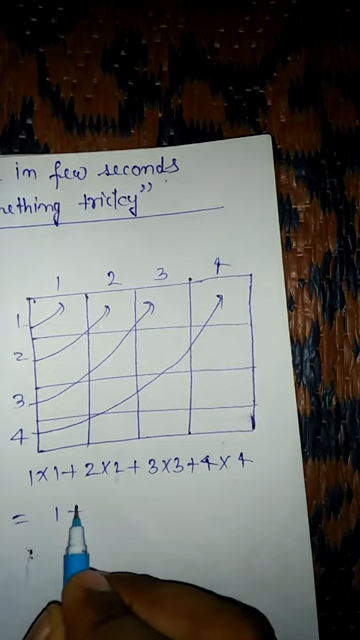 in few seconds
mething tricky"
1 2 3 4
1
2
3
4
1×1+ 2×2+ 3×3+4×4
= 1+